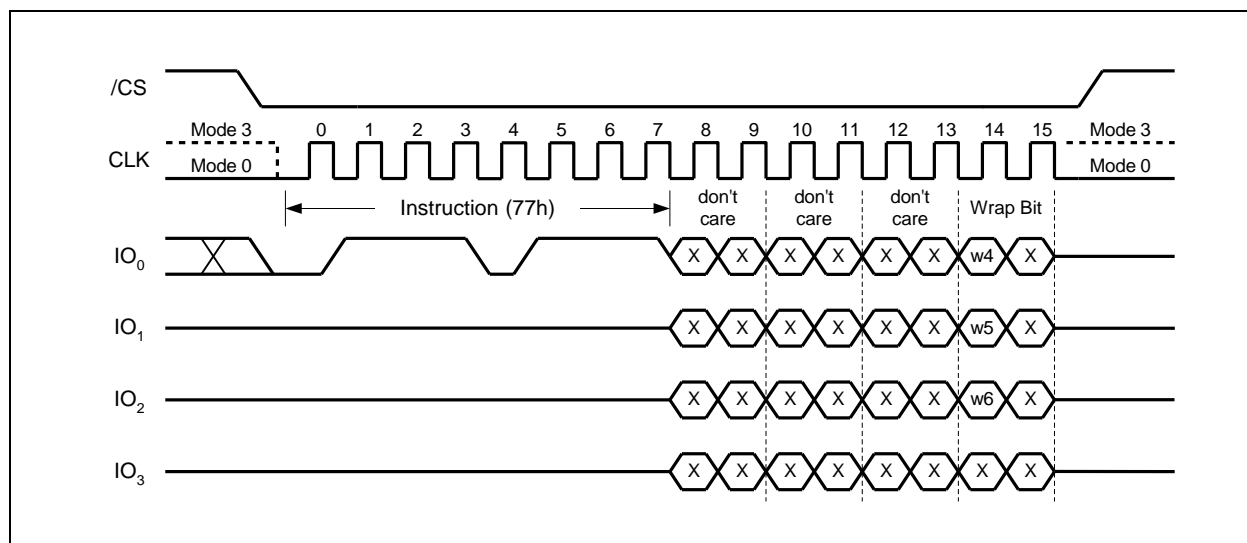 /CS
Mode 3 0 1 2 3 4 5 6 7 8 9 10 11 12 13 14 15 Mode 3
CLK Mode 0 Mode 0
Instruction (77h) don't care don't care don't care Wrap Bit
IO0 X X X X X X w4 X
IO1 X X X X X X w5 X
IO2 X X X X X X w6 X
IO3 X X X X X X X X